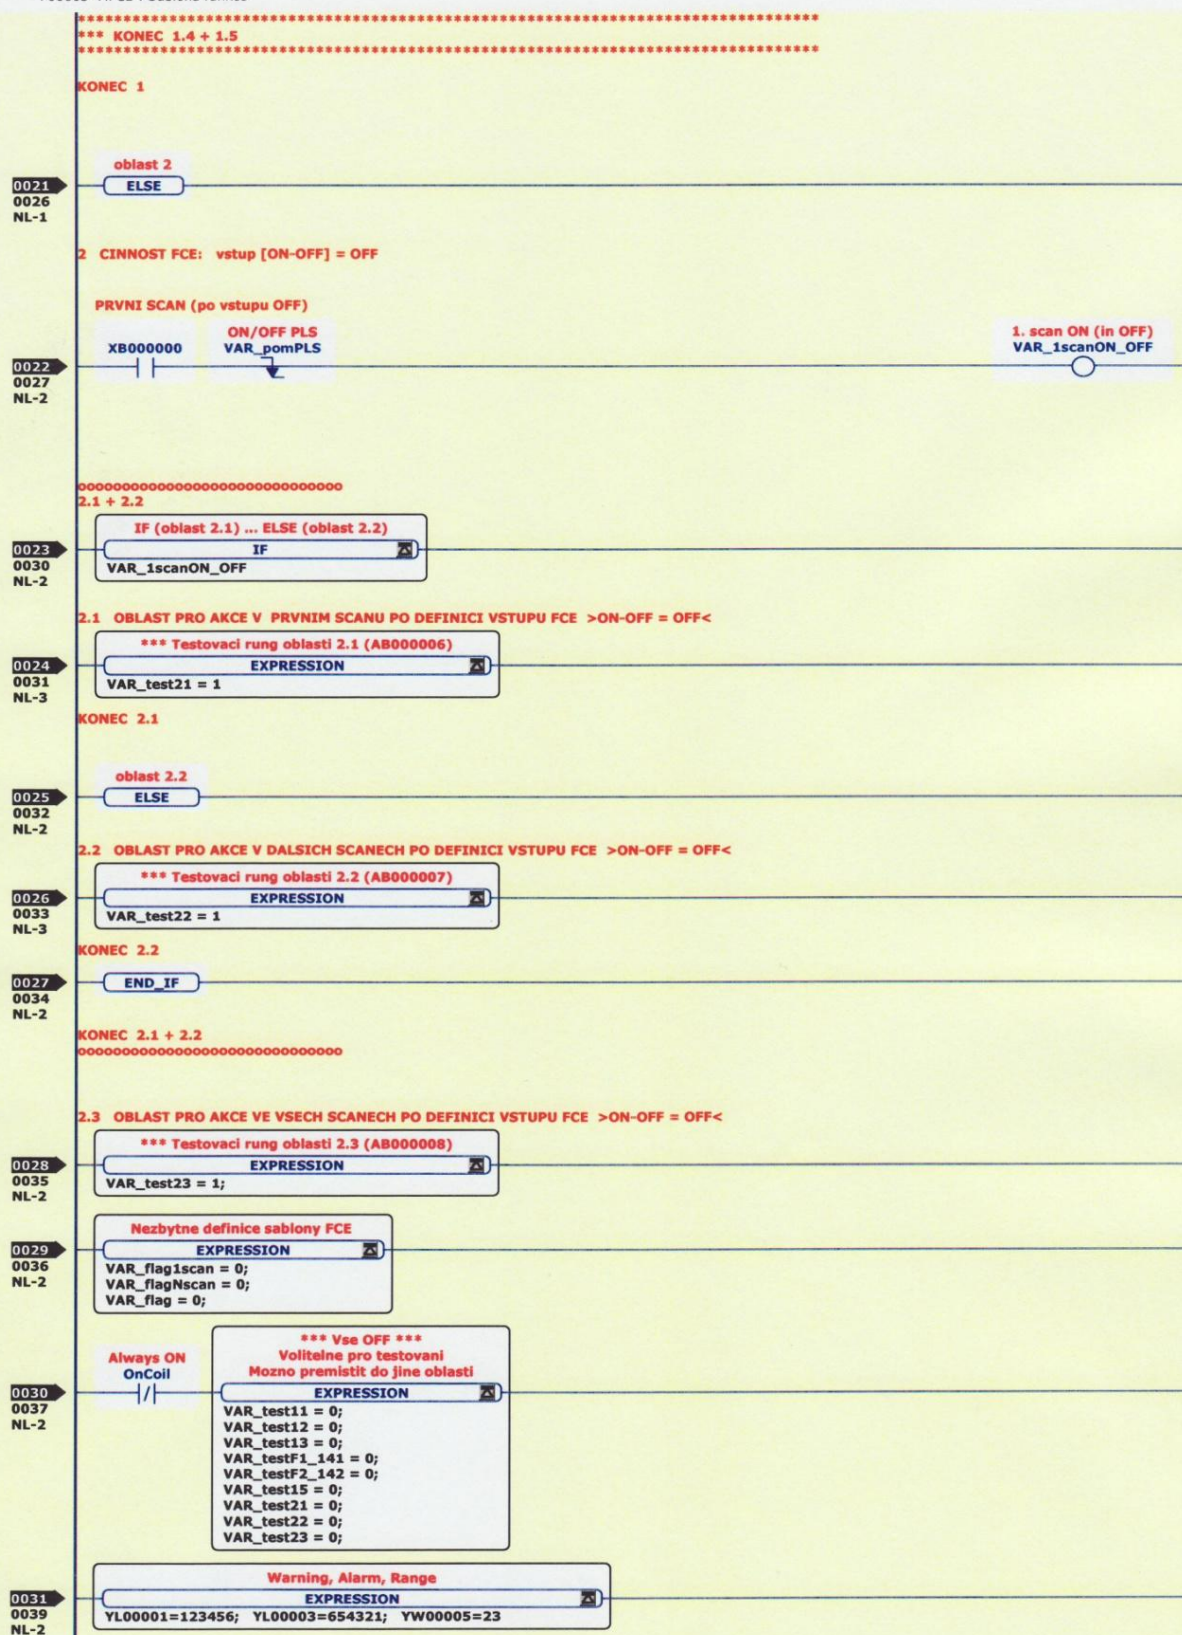 ************************************************************************************
*** KONEC 1.4 + 1.5
************************************************************************************
KONEC 1
oblast 2
0021 ELSE
0026
NL-1
2 CINNOST FCE: vstup [ON-OFF] = OFF
PRVNI SCAN (po vstupu OFF)
ON/OFF PLS 1. scan ON (in OFF)
XB000000 VAR_pomPLS VAR_1scanON_OFF
0022
0027
NL-2
oooooooooooooooooooooooooooooo
2.1 + 2.2
IF (oblast 2.1) ... ELSE (oblast 2.2)
0023 IF
0030 VAR_1scanON_OFF
NL-2
2.1 OBLAST PRO AKCE V PRVNIM SCANU PO DEFINICI VSTUPU FCE >ON-OFF = OFF<
*** Testovaci rung oblasti 2.1 (AB000006)
0024 EXPRESSION
0031 VAR_test21 = 1
NL-3
KONEC 2.1
oblast 2.2
0025 ELSE
0032
NL-2
2.2 OBLAST PRO AKCE V DALSICH SCANECH PO DEFINICI VSTUPU FCE >ON-OFF = OFF<
*** Testovaci rung oblasti 2.2 (AB000007)
0026 EXPRESSION
0033 VAR_test22 = 1
NL-3
KONEC 2.2
0027 END_IF
0034
NL-2
KONEC 2.1 + 2.2
oooooooooooooooooooooooooooooo
2.3 OBLAST PRO AKCE VE VSECH SCANECH PO DEFINICI VSTUPU FCE >ON-OFF = OFF<
*** Testovaci rung oblasti 2.3 (AB000008)
0028 EXPRESSION
0035 VAR_test23 = 1;
NL-2
Nezbytne definice sablony FCE
0029 EXPRESSION
0036 VAR_flag1scan = 0;
NL-2 VAR_flagNscan = 0;
VAR_flag = 0;
*** Vse OFF ***
Always ON Volitelne pro testovani
OnCoil Mozno premistit do jine oblasti
0030 EXPRESSION
0037 VAR_test11 = 0;
NL-2 VAR_test12 = 0;
VAR_test13 = 0;
VAR_testF1_141 = 0;
VAR_testF2_142 = 0;
VAR_test15 = 0;
VAR_test21 = 0;
VAR_test22 = 0;
VAR_test23 = 0;
Warning, Alarm, Range
0031 EXPRESSION
0039 YL00001=123456; YL00003=654321; YW00005=23
NL-2